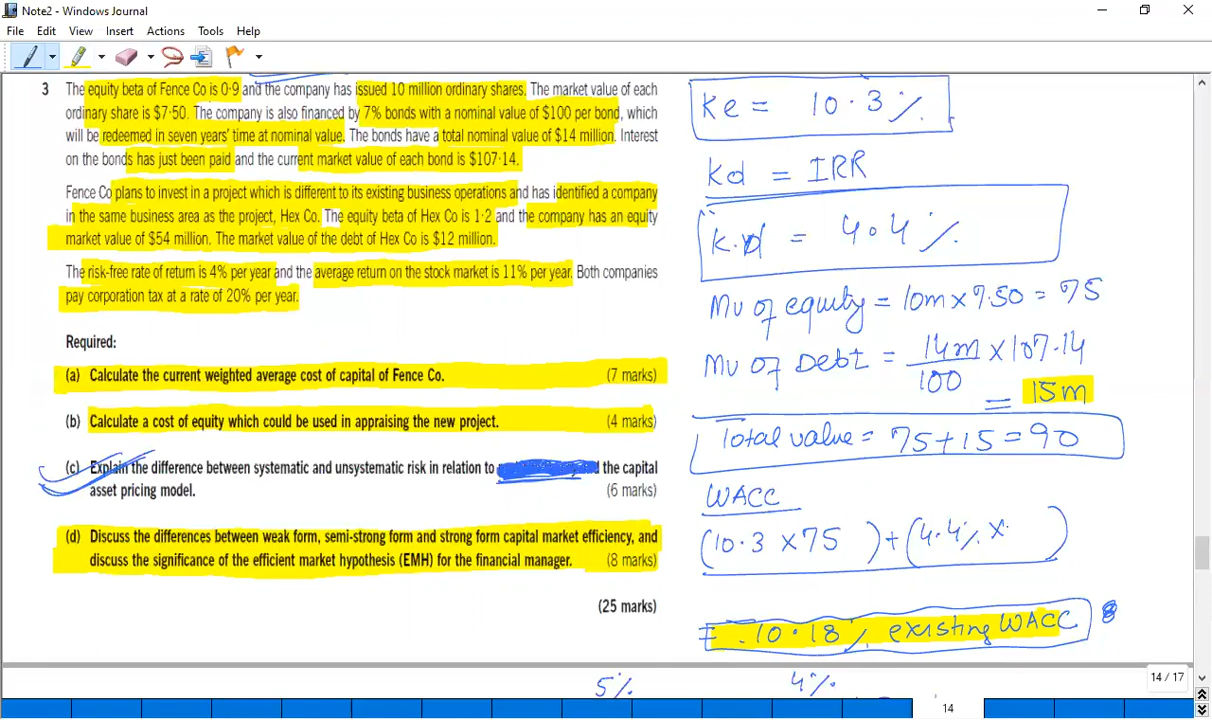 Note2 - Windows Journal
File Edit View Insert Actions Tools Help
3 The equity beta of Fence Co is 0·9 and the company has issued 10 million ordinary shares. The market value of each
ordinary share is $7·50. The company is also financed by 7% bonds with a nominal value of $100 per bond, which
will be redeemed in seven years' time at nominal value. The bonds have a total nominal value of $14 million. Interest
on the bonds has just been paid and the current market value of each bond is $107·14.
Fence Co plans to invest in a project which is different to its existing business operations and has identified a company
in the same business area as the project, Hex Co. The equity beta of Hex Co is 1·2 and the company has an equity
market value of $54 million. The market value of the debt of Hex Co is $12 million.
The risk-free rate of return is 4% per year and the average return on the stock market is 11% per year. Both companies
pay corporation tax at a rate of 20% per year.
Required:
(a) Calculate the current weighted average cost of capital of Fence Co. (7 marks)
(b) Calculate a cost of equity which could be used in appraising the new project. (4 marks)
(c) Explain the difference between systematic and unsystematic risk in relation to the capital
asset pricing model. (6 marks)
(d) Discuss the differences between weak form, semi-strong form and strong form capital market efficiency, and
discuss the significance of the efficient market hypothesis (EMH) for the financial manager. (8 marks)
(25 marks)
Ke = 10·3%
Kd = IRR
K.d = 4.4%
Mv of equity = 10m x 7.50 = 75
Mv of Debt = 14m/100 x 107.14
= 15m
Total value = 75+15 = 90
WACC
(10.3 x 75 ) + (4.4% x )
= 10.18% existing WACC
5% 4%
14 / 17
14